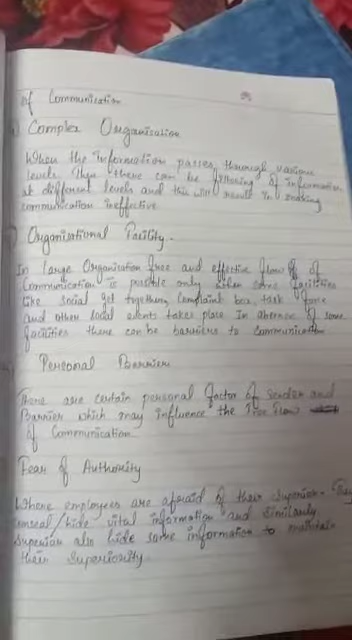 of Communication
Complex Organisation
When the Information passes through various
levels. Then there can be filtering of information
at different levels and this will result in making
communication ineffective
Organisational Facility.
In large Organisation free and effective flow of
Communication is possible only when some facilities
like Social get together, Complaint box, task force
and other social events takes place In absence of some
facilities there can be barriers to communication
Personal Barrier
There are certain personal factor of Sender and
Barrier which may influence the free flow
of Communication
Fear of Authority
Where employees are afraid of their superior. They
conseal/hide vital information and similarly
Superior also hide some information to maintain
their Superiority.